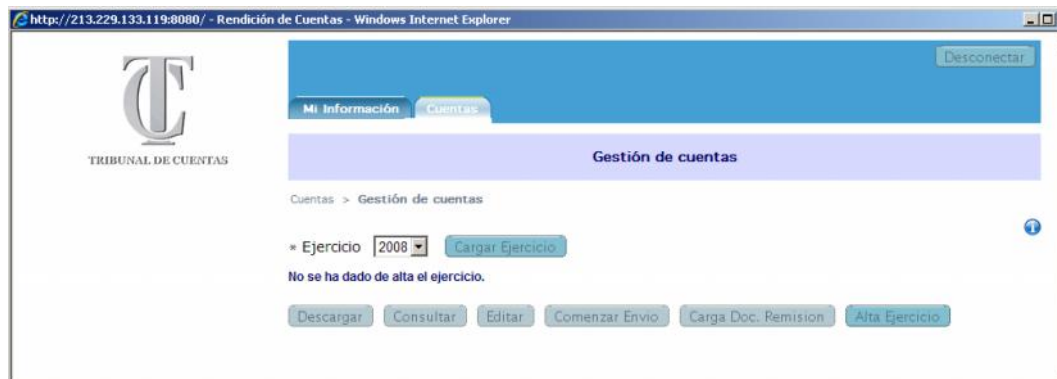 http://213.229.133.119:8080/ - Rendición de Cuentas - Windows Internet Explorer
Desconectar
Mi Información Cuentas
TC
TRIBUNAL DE CUENTAS
Gestión de cuentas
Cuentas > Gestión de cuentas
* Ejercicio 2008 Cargar Ejercicio
No se ha dado de alta el ejercicio.
Descargar Consultar Editar Comenzar Envio Carga Doc. Remision Alta Ejercicio